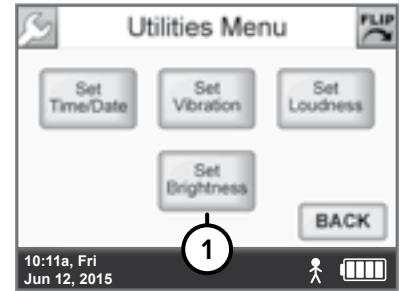 Utilities Menu
FLIP
Set
Time/Date
Set
Vibration
Set
Loudness
Set
Brightness
BACK
1
10:11a, Fri
Jun 12, 2015